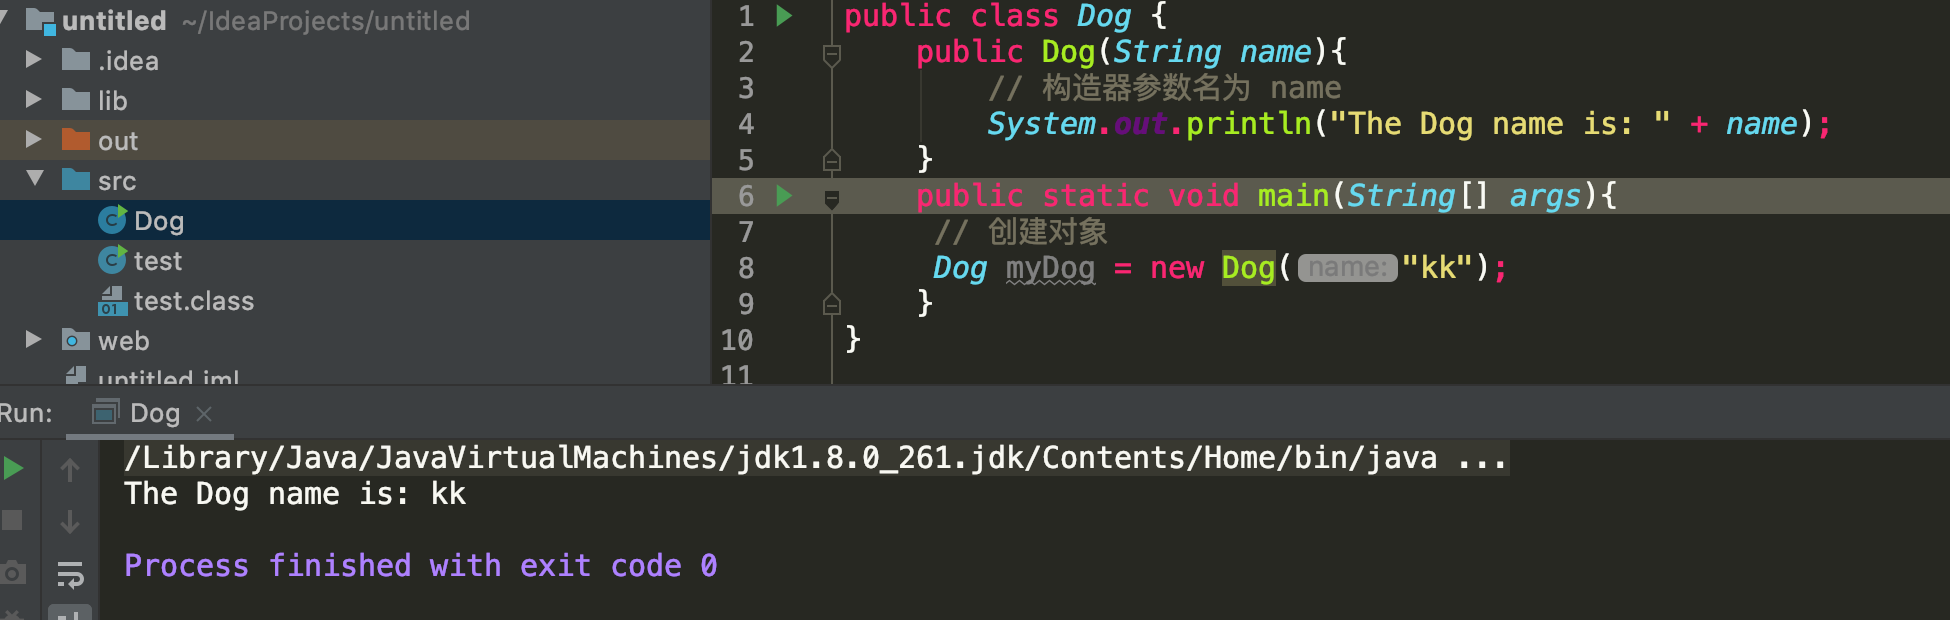 untitled ~/IdeaProjects/untitled
.idea
lib
out
src
Dog
test
test.class
web
untitled.iml
1 public class Dog {
2 public Dog(String name){
3 // 构造器参数名为 name
4 System.out.println("The Dog name is: " + name);
5 }
6 public static void main(String[] args){
7 // 创建对象
8 Dog myDog = new Dog( name: "kk");
9 }
10 }
11
Run: Dog
/Library/Java/JavaVirtualMachines/jdk1.8.0_261.jdk/Contents/Home/bin/java ...
The Dog name is: kk
Process finished with exit code 0